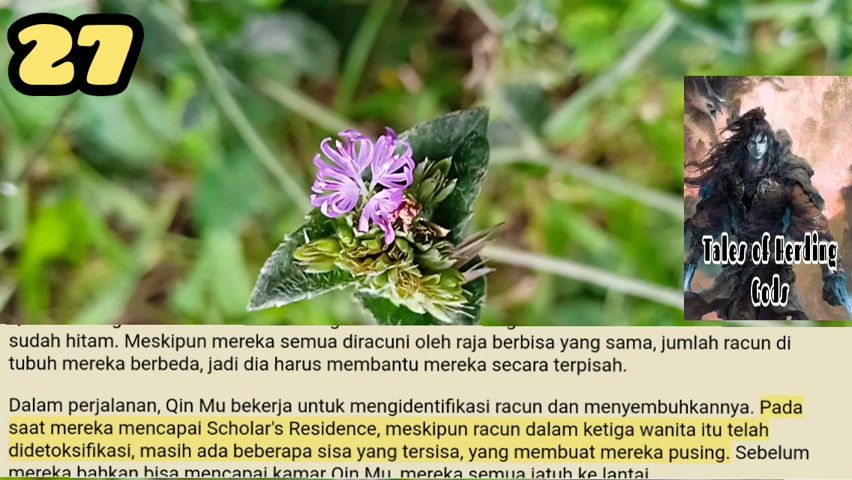 27
Tales of Herding
Gods
sudah hitam. Meskipun mereka semua diracuni oleh raja berbisa yang sama, jumlah racun di
tubuh mereka berbeda, jadi dia harus membantu mereka secara terpisah.
Dalam perjalanan, Qin Mu bekerja untuk mengidentifikasi racun dan menyembuhkannya. Pada
saat mereka mencapai Scholar's Residence, meskipun racun dalam ketiga wanita itu telah
didetoksifikasi, masih ada beberapa sisa yang tersisa, yang membuat mereka pusing. Sebelum
mereka bahkan bisa mencapai kamar Qin Mu, mereka semua jatuh ke lantai